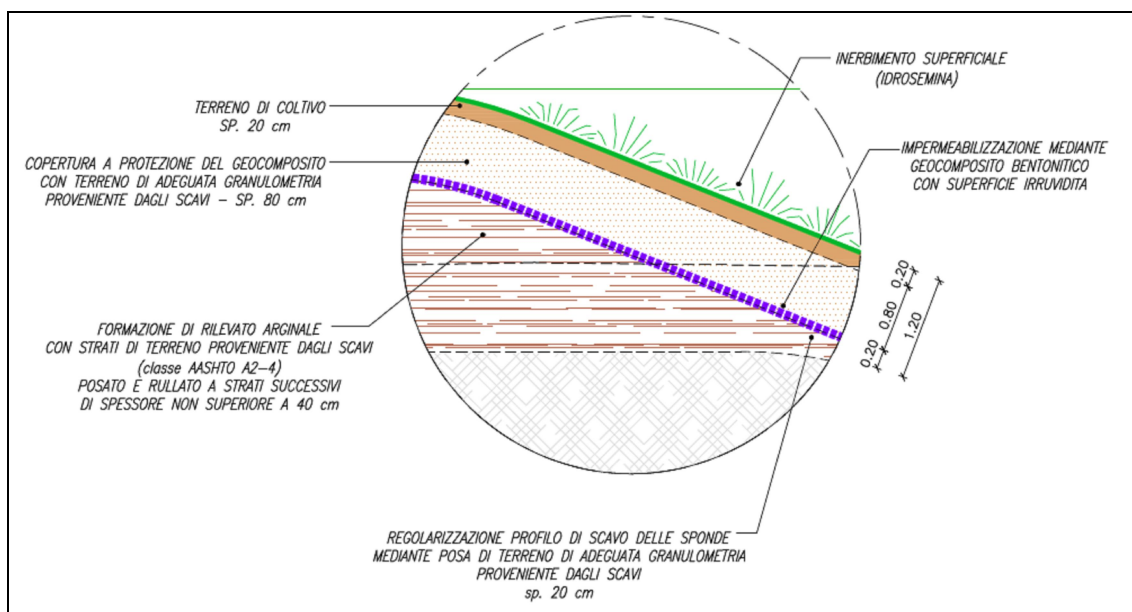 INERBIMENTO SUPERFICIALE
(IDROSEMINA)
TERRENO DI COLTIVO
SP. 20 cm
COPERTURA A PROTEZIONE DEL GEOCOMPOSITO
CON TERRENO DI ADEGUATA GRANULOMETRIA
PROVENIENTE DAGLI SCAVI – SP. 80 cm
IMPERMEABILIZZAZIONE MEDIANTE
GEOCOMPOSITO BENTONITICO
CON SUPERFICIE IRRUVIDITA
0.20
0.80
0.20
1.20
FORMAZIONE DI RILEVATO ARGINALE
CON STRATI DI TERRENO PROVENIENTE DAGLI SCAVI
(classe AASHTO A2–4)
POSATO E RULLATO A STRATI SUCCESSIVI
DI SPESSORE NON SUPERIORE A 40 cm
REGOLARIZZAZIONE PROFILO DI SCAVO DELLE SPONDE
MEDIANTE POSA DI TERRENO DI ADEGUATA GRANULOMETRIA
PROVENIENTE DAGLI SCAVI
sp. 20 cm